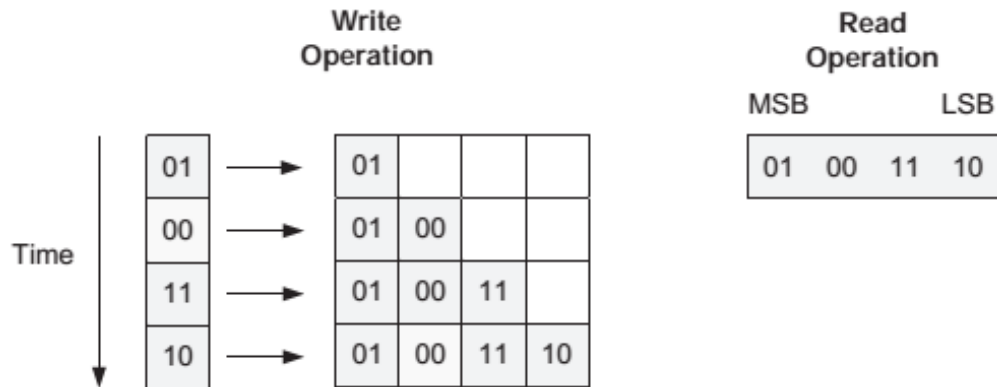 Write
Operation
Read
Operation
MSB LSB
01 01 01 00 11 10
00 01 00
Time
11 01 00 11
10 01 00 11 10